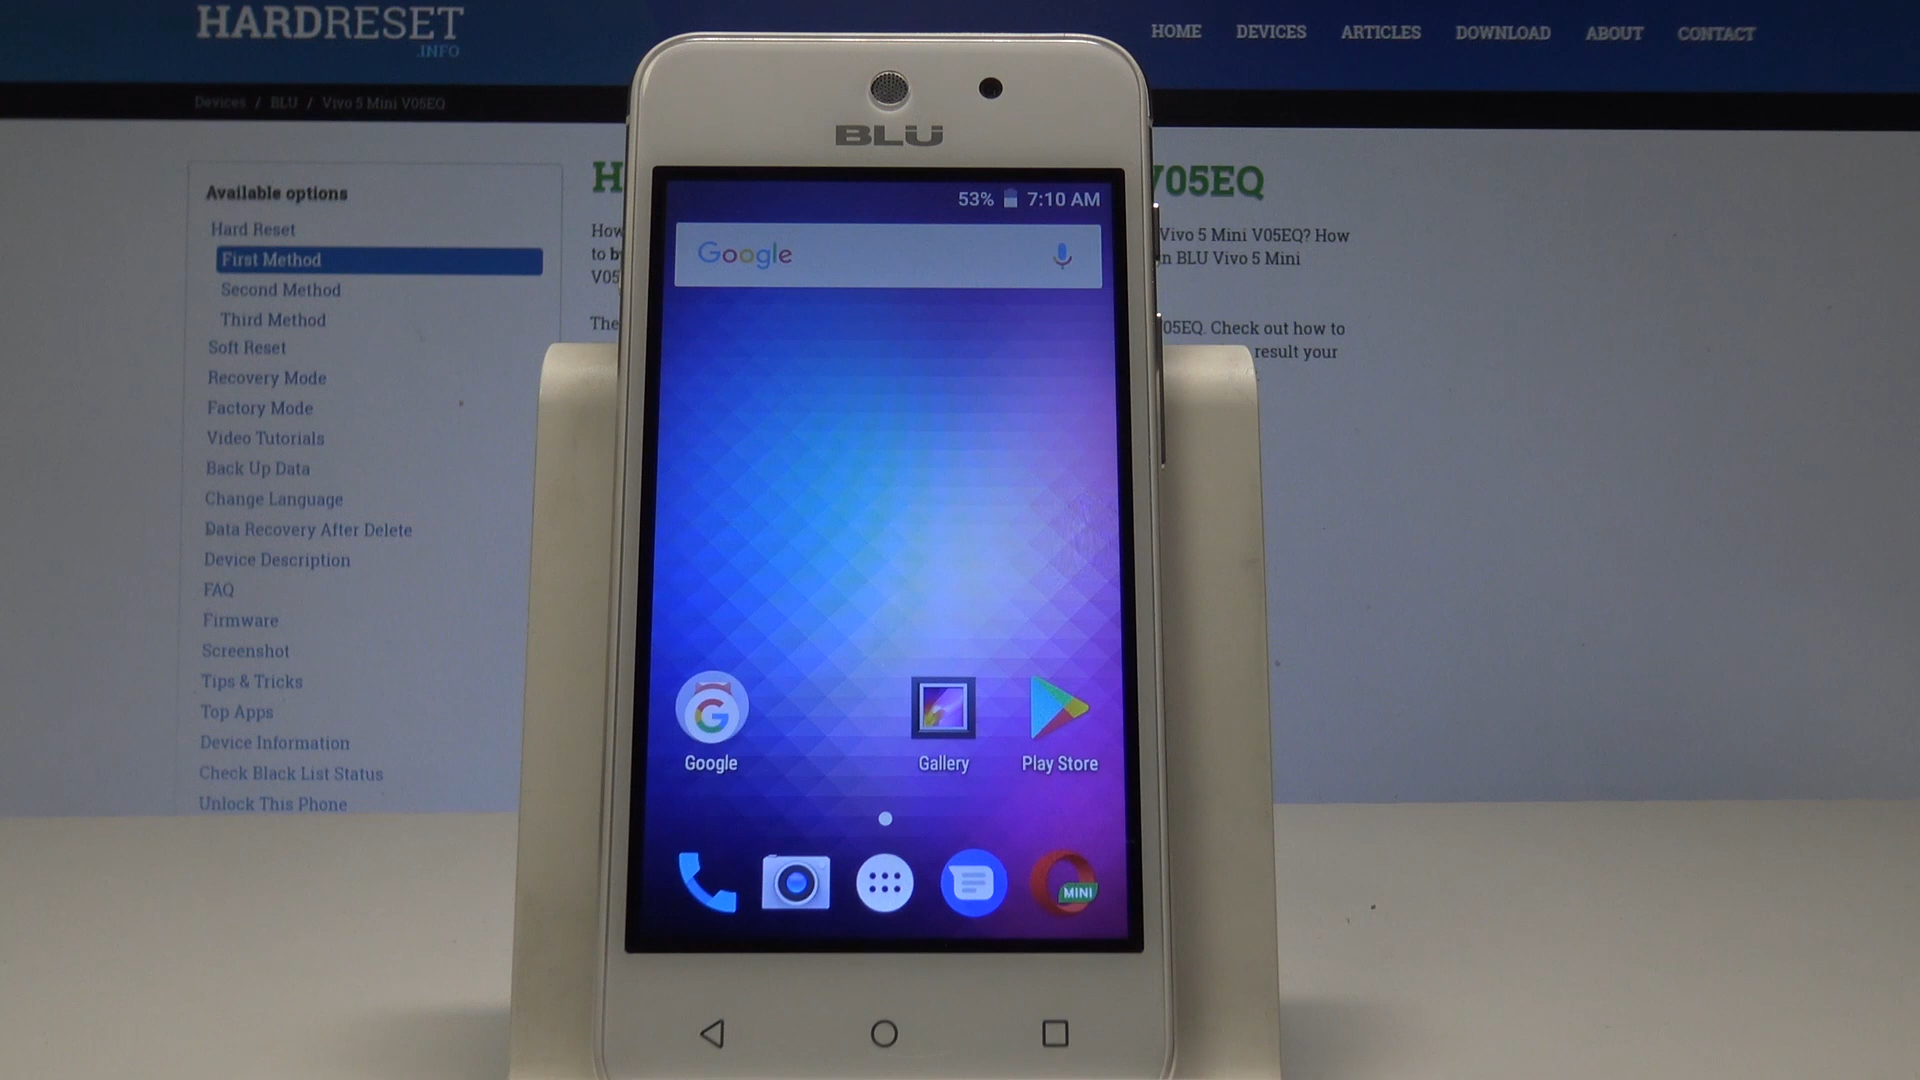 HARDRESET
.INFO
HOME DEVICES ARTICLES DOWNLOAD ABOUT CONTACT
Devices / BLU / Vivo 5 Mini V05EQ
Available options
Hard Reset
First Method
Second Method
Third Method
Soft Reset
Recovery Mode
Factory Mode
Video Tutorials
Back Up Data
Change Language
Data Recovery After Delete
Device Description
FAQ
Firmware
Screenshot
Tips & Tricks
Top Apps
Device Information
Check Black List Status
Unlock This Phone
H
V05EQ
How
Vivo 5 Mini V05EQ? How
to b
n BLU Vivo 5 Mini
V05
The
05EQ. Check out how to
result your
BLU
53% 7:10 AM
Google
G
Google Gallery Play Store
MINI